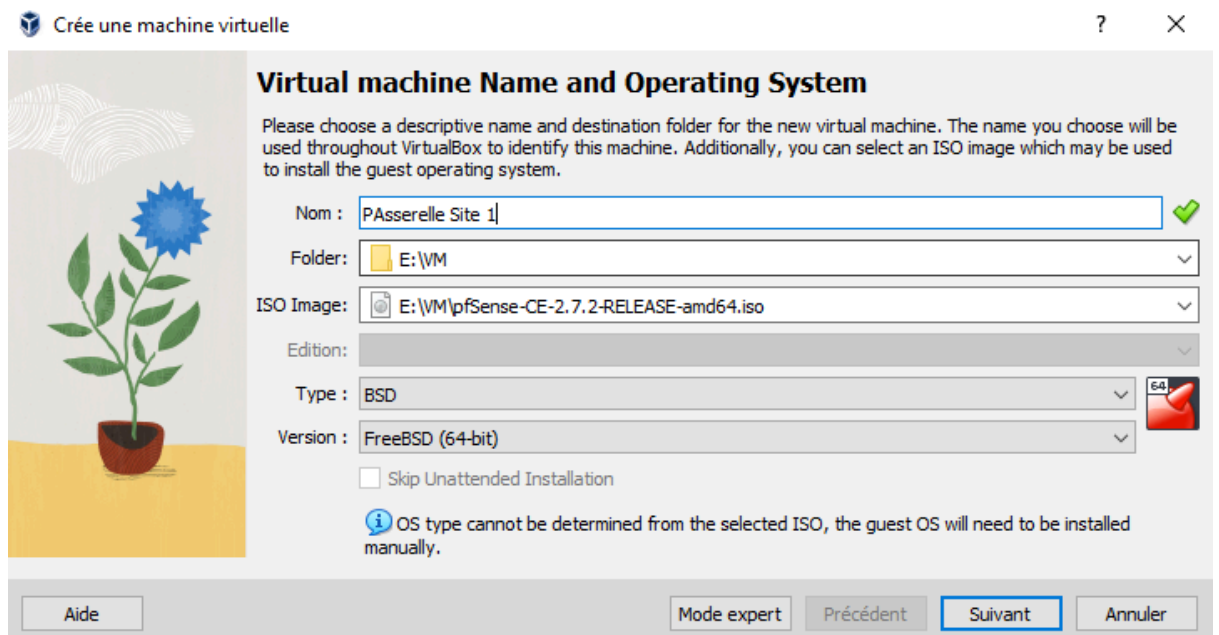 Crée une machine virtuelle
?
Virtual machine Name and Operating System
Please choose a descriptive name and destination folder for the new virtual machine. The name you choose will be
used throughout VirtualBox to identify this machine. Additionally, you can select an ISO image which may be used
to install the guest operating system.
Nom : PAsserelle Site 1
Folder: E:\VM
ISO Image: E:\VM\pfSense-CE-2.7.2-RELEASE-amd64.iso
Edition:
Type : BSD
64
Version : FreeBSD (64-bit)
Skip Unattended Installation
OS type cannot be determined from the selected ISO, the guest OS will need to be installed
manually.
Aide Mode expert Précédent Suivant Annuler